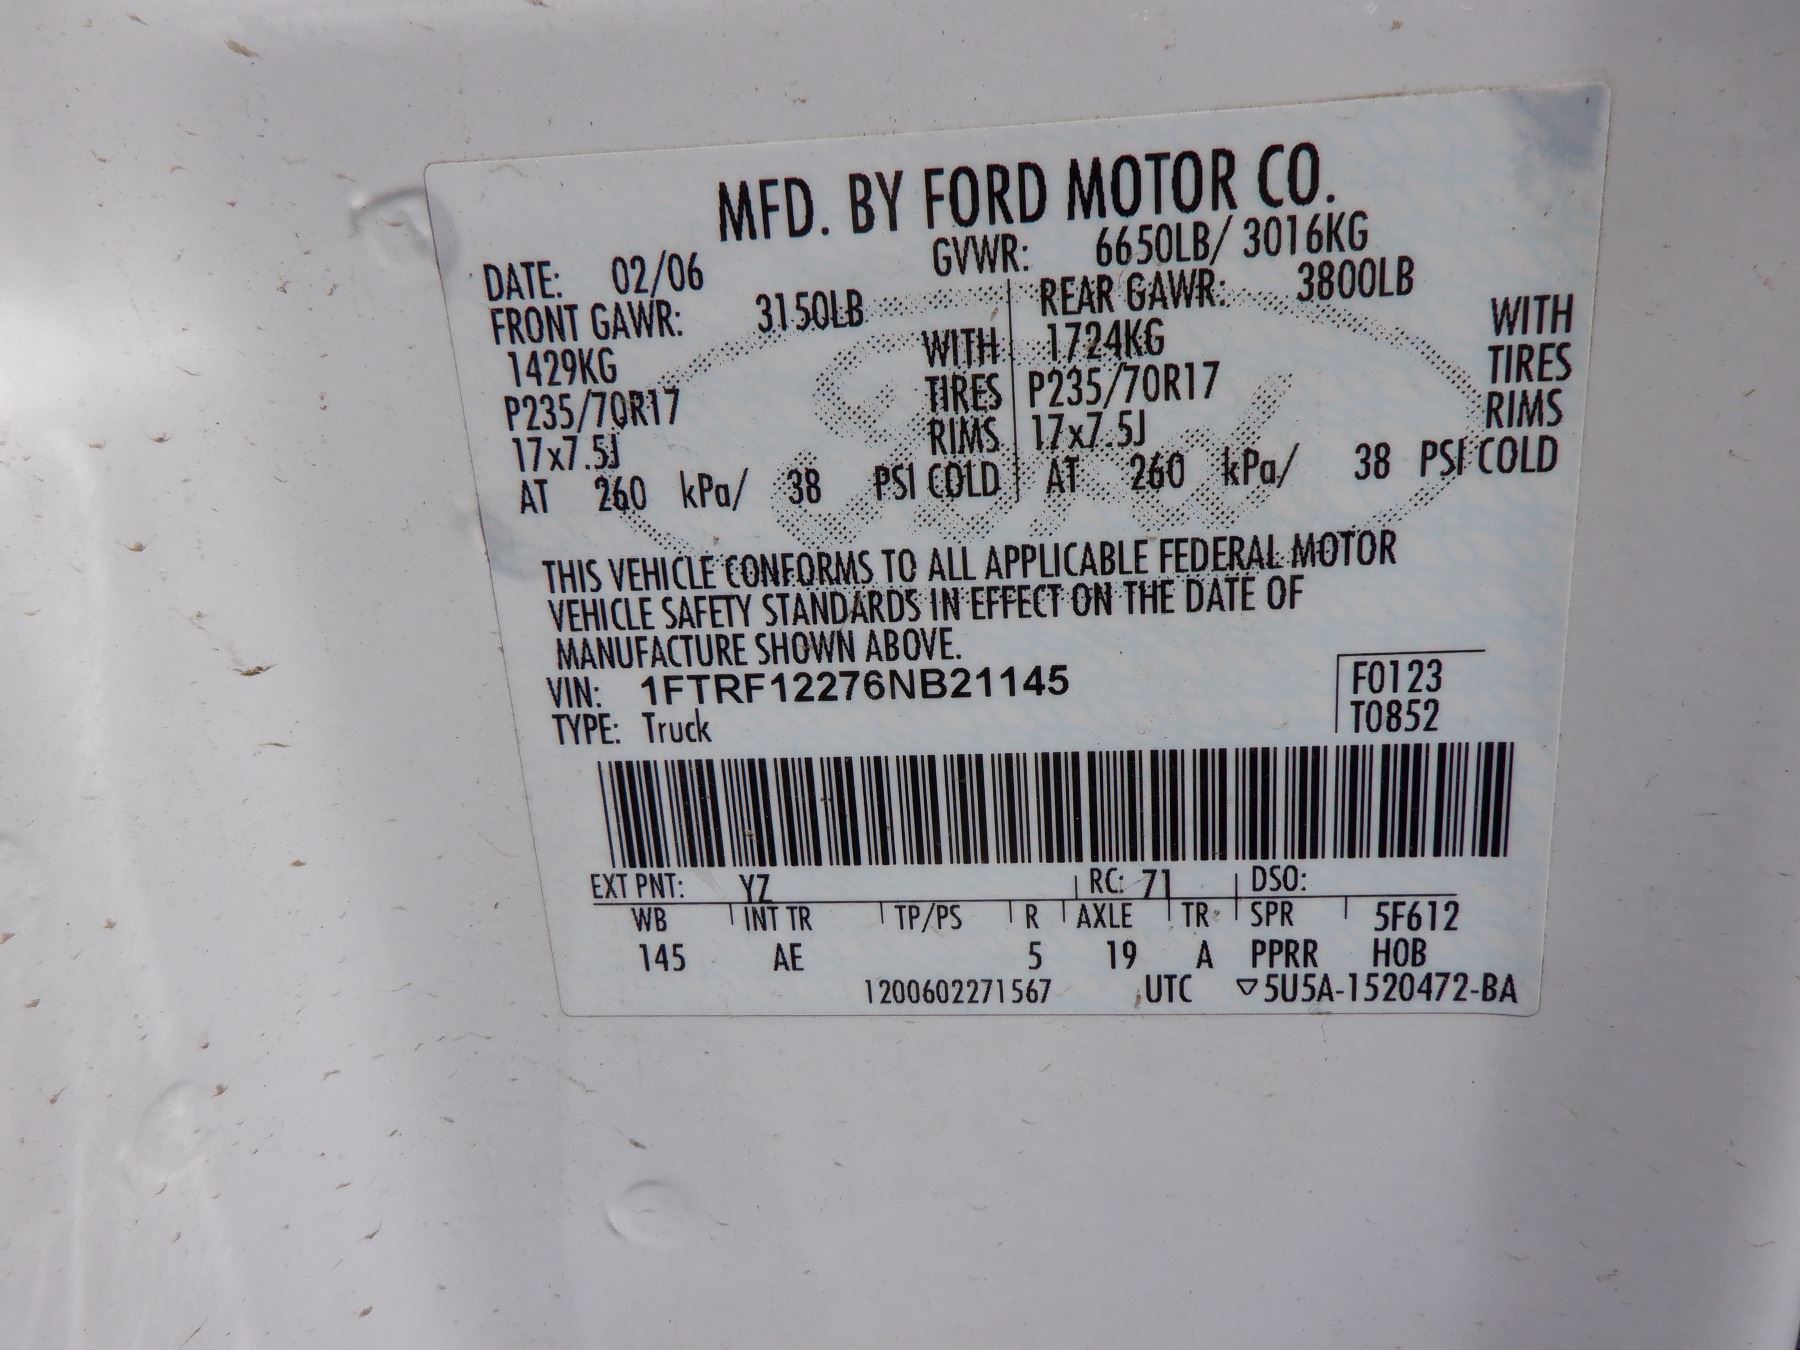 MFD. BY FORD MOTOR CO.
DATE: 02/06 GVWR: 6650LB/ 3016KG
FRONT GAWR: 3150LB REAR GAWR: 3800LB
1429KG WITH 1724KG WITH
P235/70R17 TIRES P235/70R17 TIRES
17x7.5J RIMS 17x7.5J RIMS
AT 260 kPa/ 38 PSI COLD AT 260 kPa/ 38 PSI COLD
THIS VEHICLE CONFORMS TO ALL APPLICABLE FEDERAL MOTOR
VEHICLE SAFETY STANDARDS IN EFFECT ON THE DATE OF
MANUFACTURE SHOWN ABOVE.
VIN: 1FTRF12276NB21145 F0123
TYPE: Truck T0852
EXT PNT: YZ RC: 71 DSO:
WB INT TR TP/PS R AXLE TR SPR 5F612
145 AE 5 19 A PPRR HOB
1200602271567 UTC ▽5U5A-1520472-BA
Ford